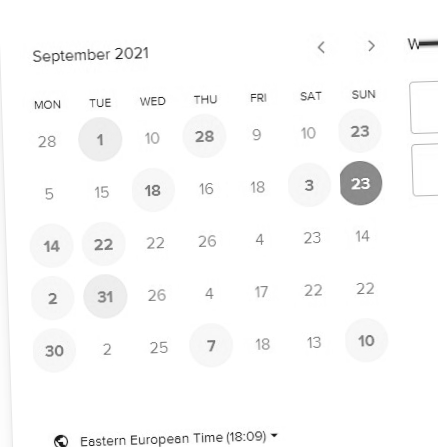 September 2021
MON TUE WED THU FRI SAT SUN
28 1 10 28 9 10 23
5 15 18 16 18 3 23
14 22 22 26 4 23 14
2 31 26 4 17 22 22
30 2 25 7 18 13 10
Eastern European Time (18:09)